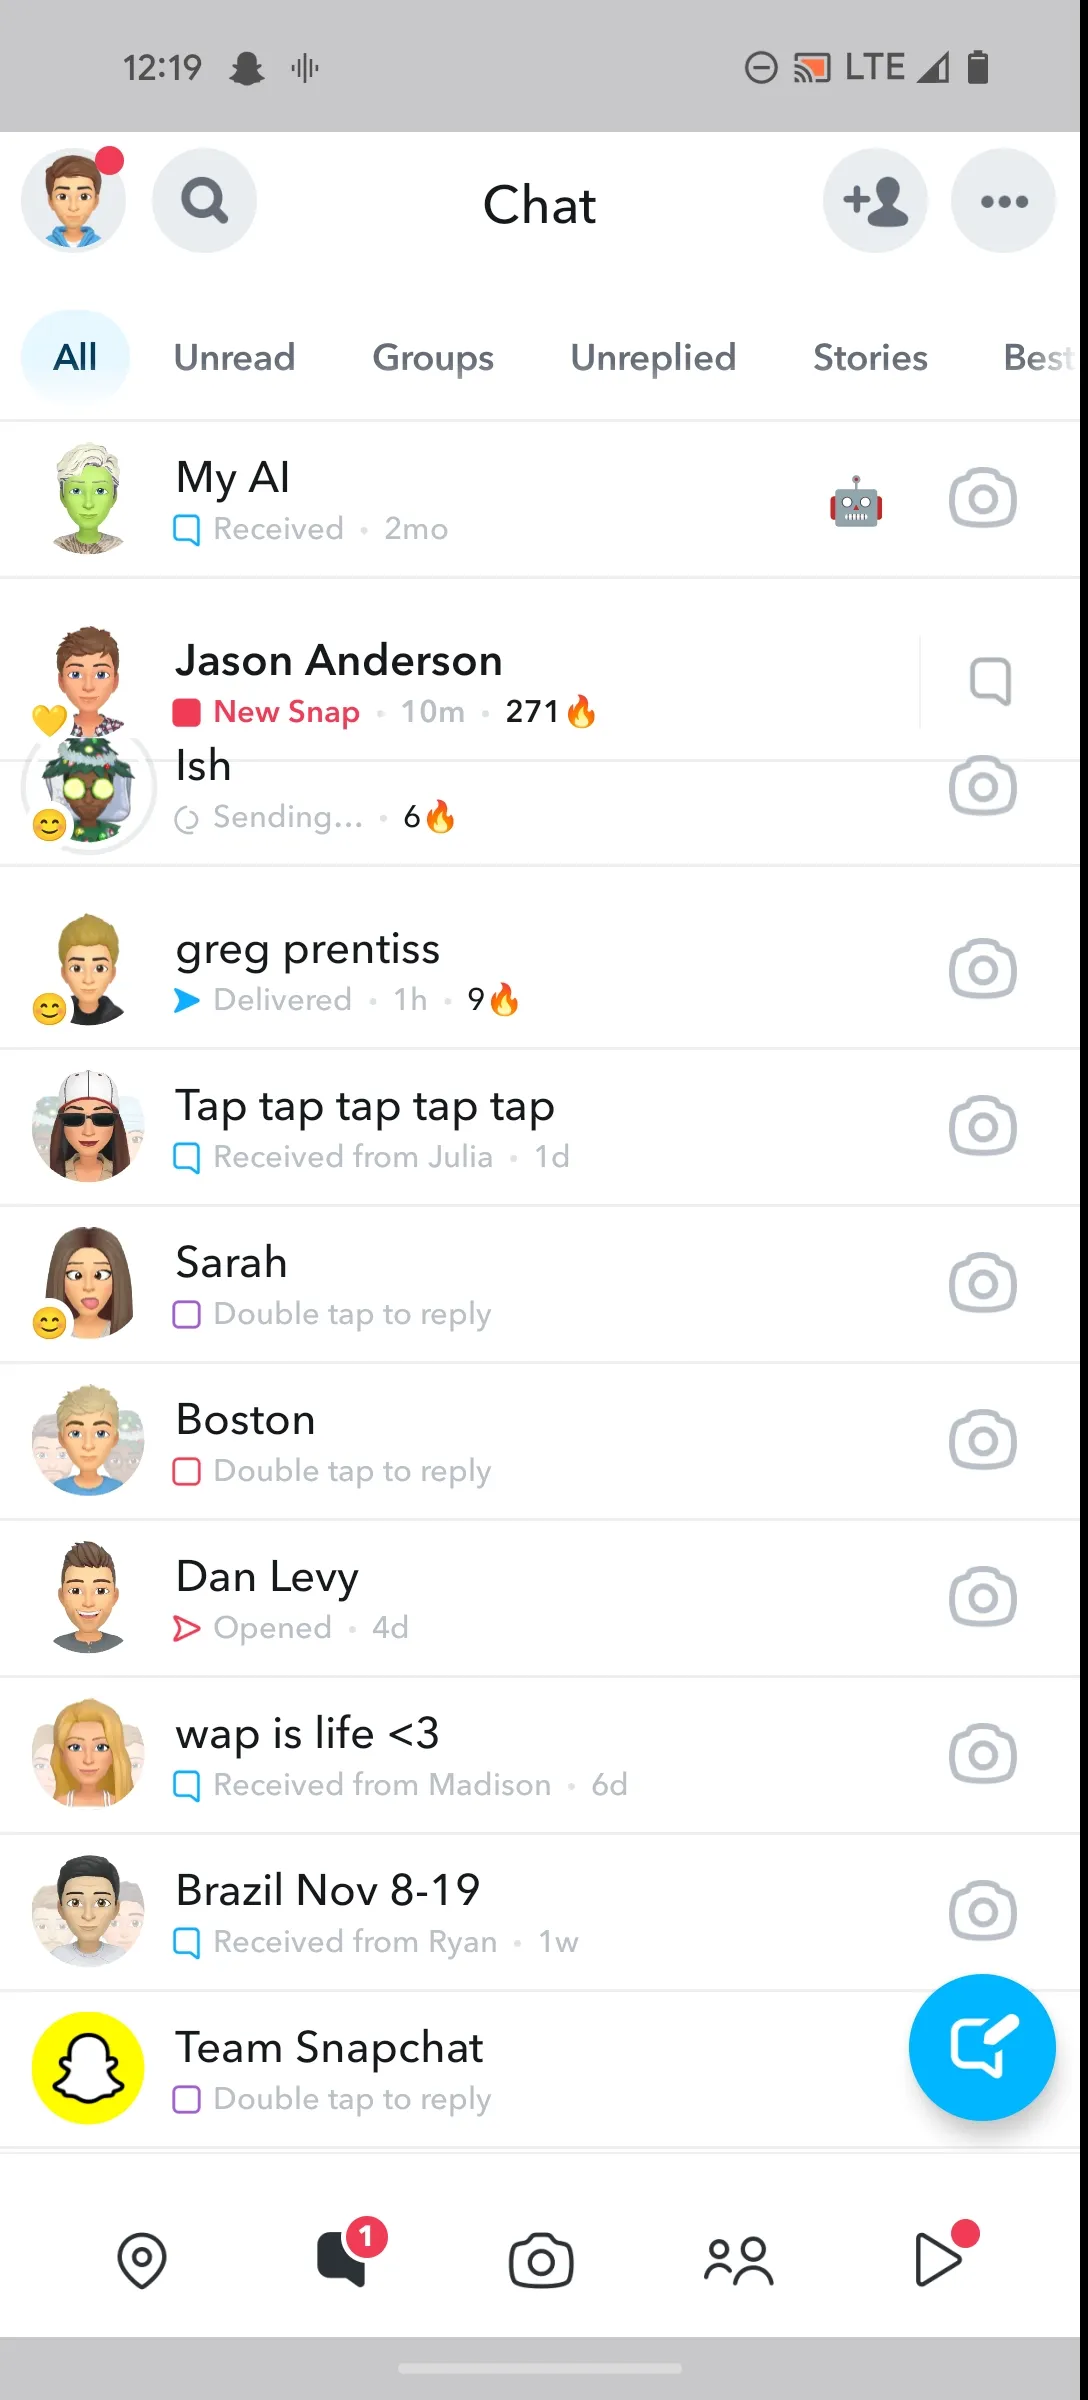 12:19 LTE
Chat
All Unread Groups Unreplied Stories Best
My AI
Received • 2mo
Jason Anderson
New Snap • 10m • 271🔥
Ish
Sending... • 6🔥
greg prentiss
Delivered • 1h • 9🔥
Tap tap tap tap tap
Received from Julia • 1d
Sarah
Double tap to reply
Boston
Double tap to reply
Dan Levy
Opened • 4d
wap is life <3
Received from Madison • 6d
Brazil Nov 8-19
Received from Ryan • 1w
Team Snapchat
Double tap to reply
1